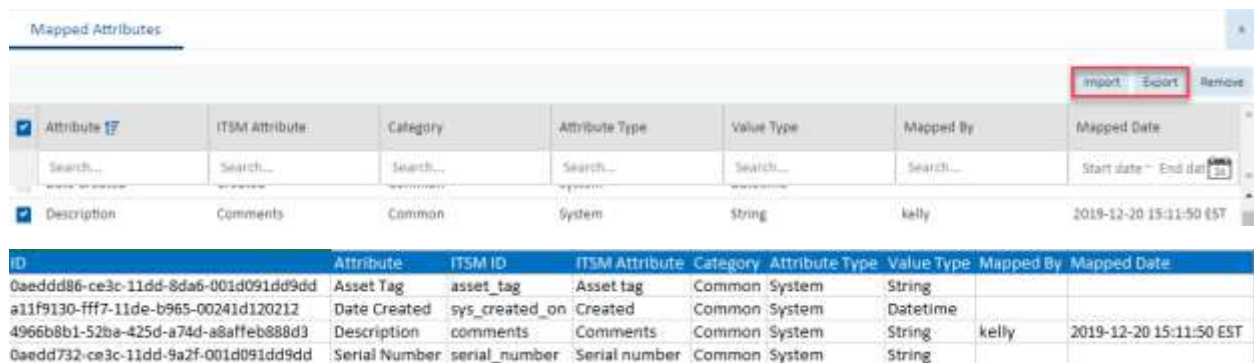 Mapped Attributes
Import Export Remove
Attribute ITSM Attribute Category Attribute Type Value Type Mapped By Mapped Date
Search... Search... Search... Search... Search... Search... Start date ~ End dat
Description Comments Common System String kelly 2019-12-20 15:11:50 EST
ID Attribute ITSM ID ITSM Attribute Category Attribute Type Value Type Mapped By Mapped Date
0aeddd86-ce3c-11dd-8da6-001d091dd9dd Asset Tag asset_tag Asset tag Common System String
a11f9130-fff7-11de-b965-00241d120212 Date Created sys_created_on Created Common System Datetime
4966b8b1-52ba-425d-a74d-a8affeb888d3 Description comments Comments Common System String kelly 2019-12-20 15:11:50 EST
0aedd732-ce3c-11dd-9a2f-001d091dd9dd Serial Number serial_number Serial number Common System String